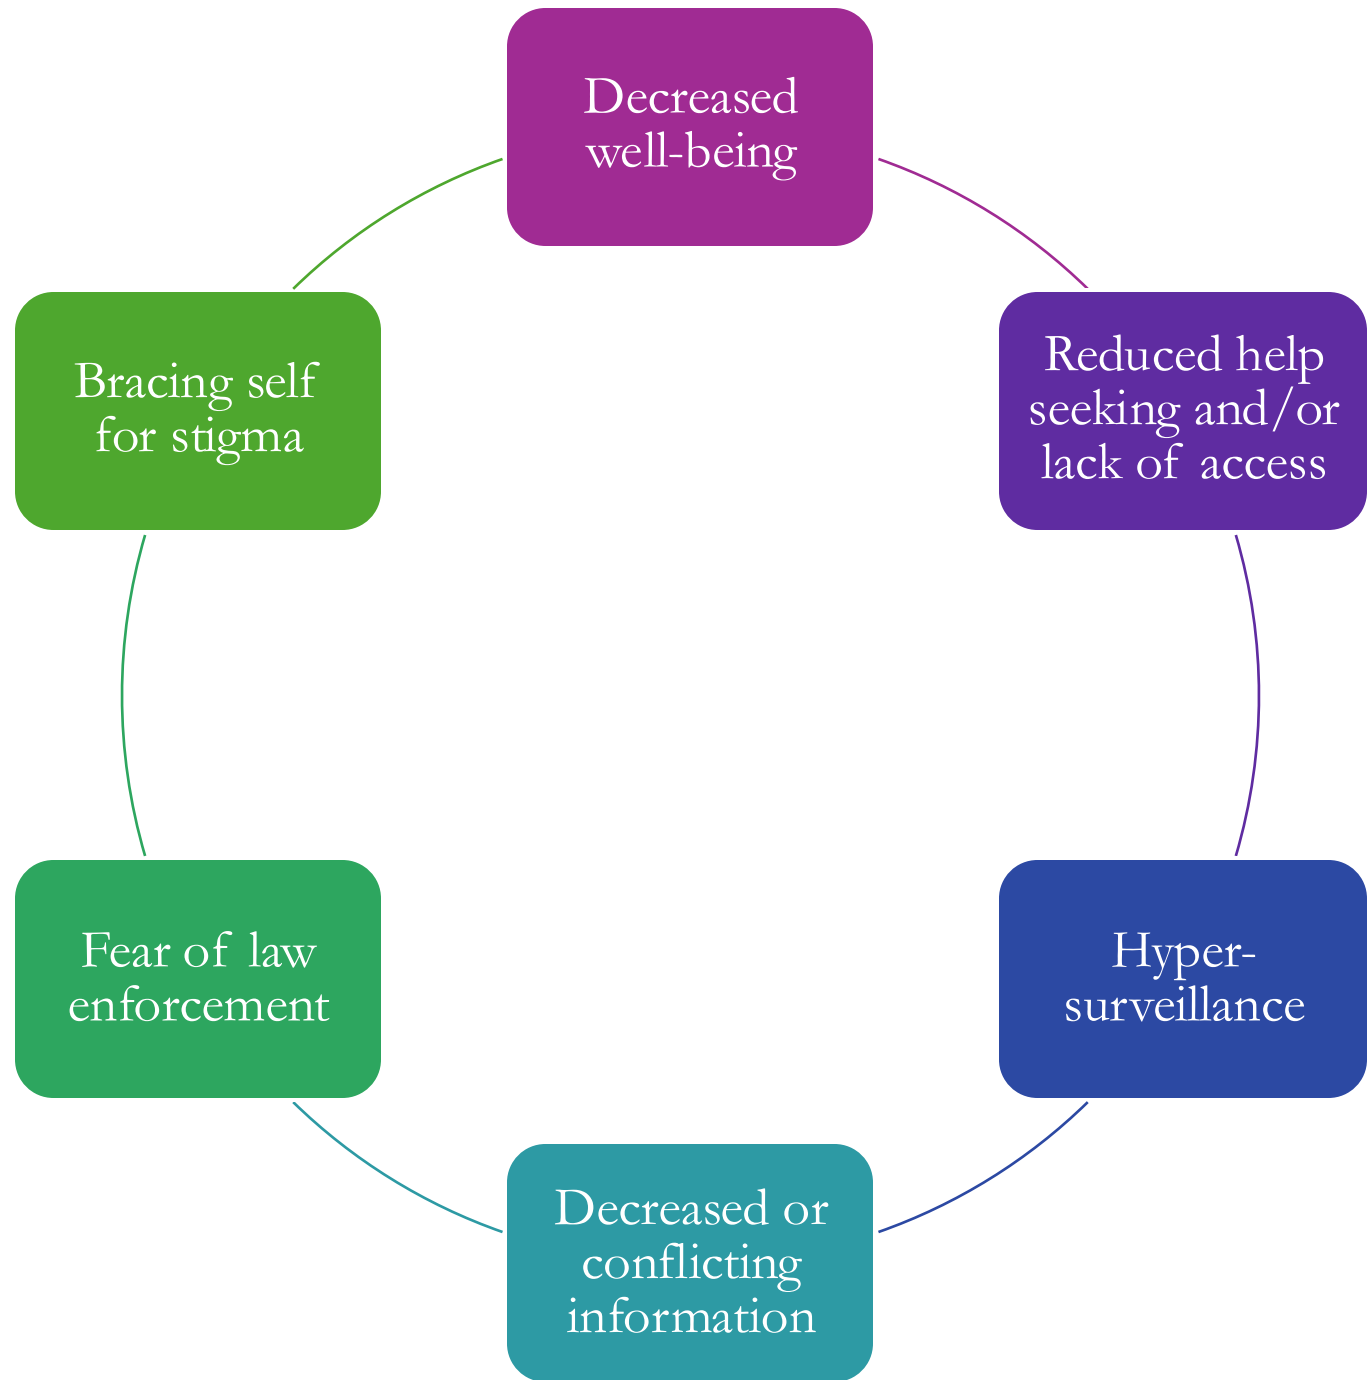 Decreased
well-being
Reduced help
seeking and/or
lack of access
Hyper-
surveillance
Decreased or
conflicting
information
Fear of law
enforcement
Bracing self
for stigma